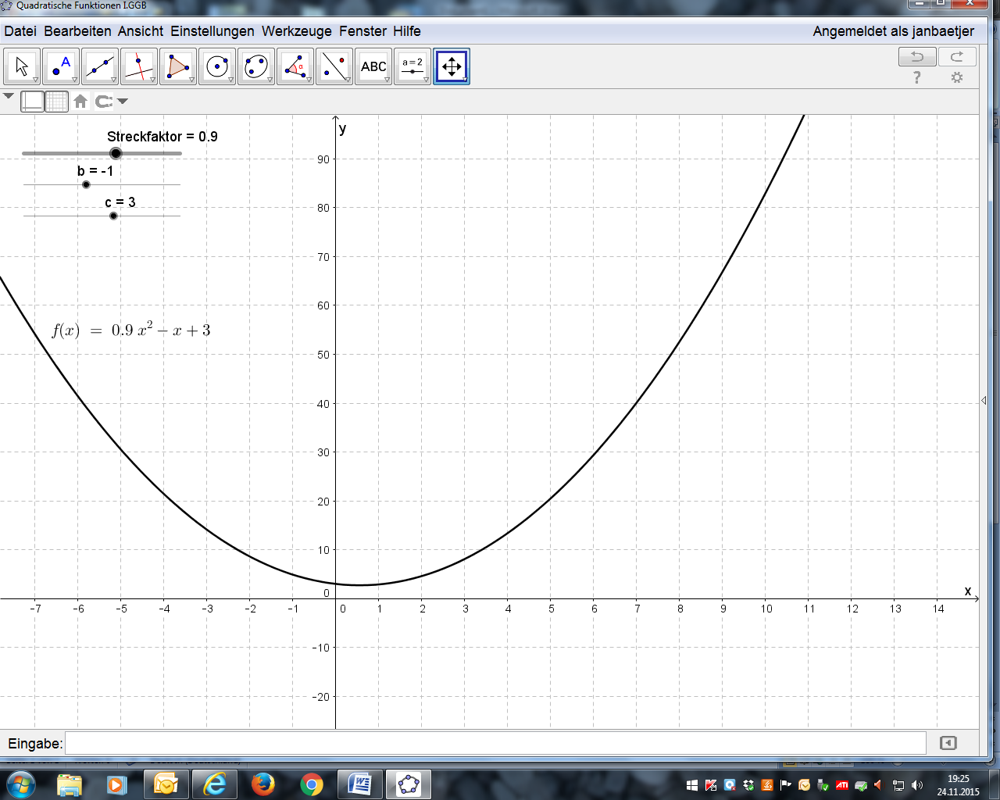 Quadratische Funktionen I.GGB
Datei Bearbeiten Ansicht Einstellungen Werkzeuge Fenster Hilfe Angemeldet als janbaetjer
A α ABC a=2
?
Streckfaktor = 0.9
b = -1
c = 3
y
90
80
70
60
f(x) = 0.9 x² − x + 3
50
40
30
20
10
0
x
-7 -6 -5 -4 -3 -2 -1 0 1 2 3 4 5 6 7 8 9 10 11 12 13 14
-10
-20
Eingabe:
ATI
19:25
24.11.2015